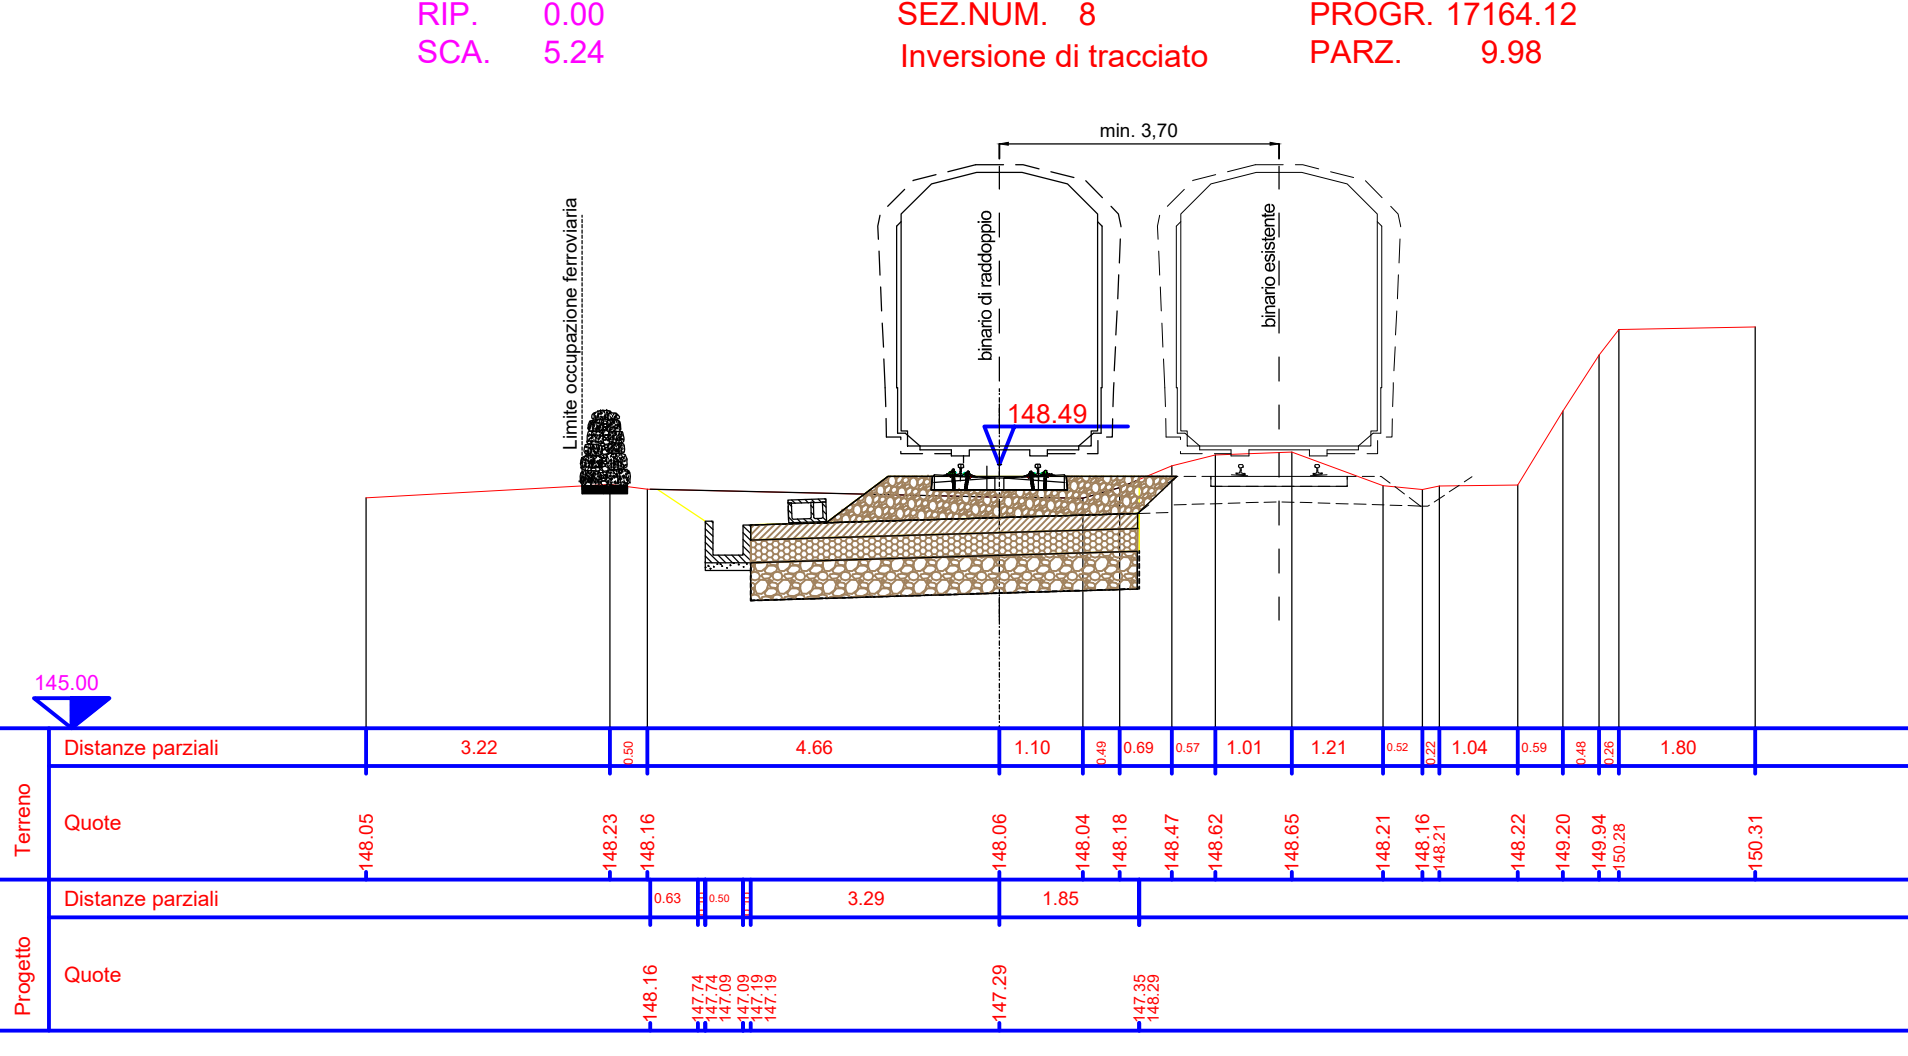 RIP. 0.00 SEZ.NUM. 8 PROGR. 17164.12
SCA. 5.24 Inversione di tracciato PARZ. 9.98
min. 3,70
Limite occupazione ferroviaria
binario di raddoppio
binario esistente
148.49
145.00
Terreno
Distanze parziali 3.22 0.50 4.66 1.10 0.49 0.69 0.57 1.01 1.21 0.52 0.22 1.04 0.59 0.48 0.26 1.80
Quote 148.05 148.23 148.16 148.06 148.04 148.18 148.47 148.62 148.65 148.21 148.16 148.21 148.22 149.20 149.94 150.28 150.31
Progetto
Distanze parziali 0.63 0.50 3.29 1.85
Quote 148.16 147.74 147.74 147.09 147.09 147.19 147.19 147.29 147.35 148.29